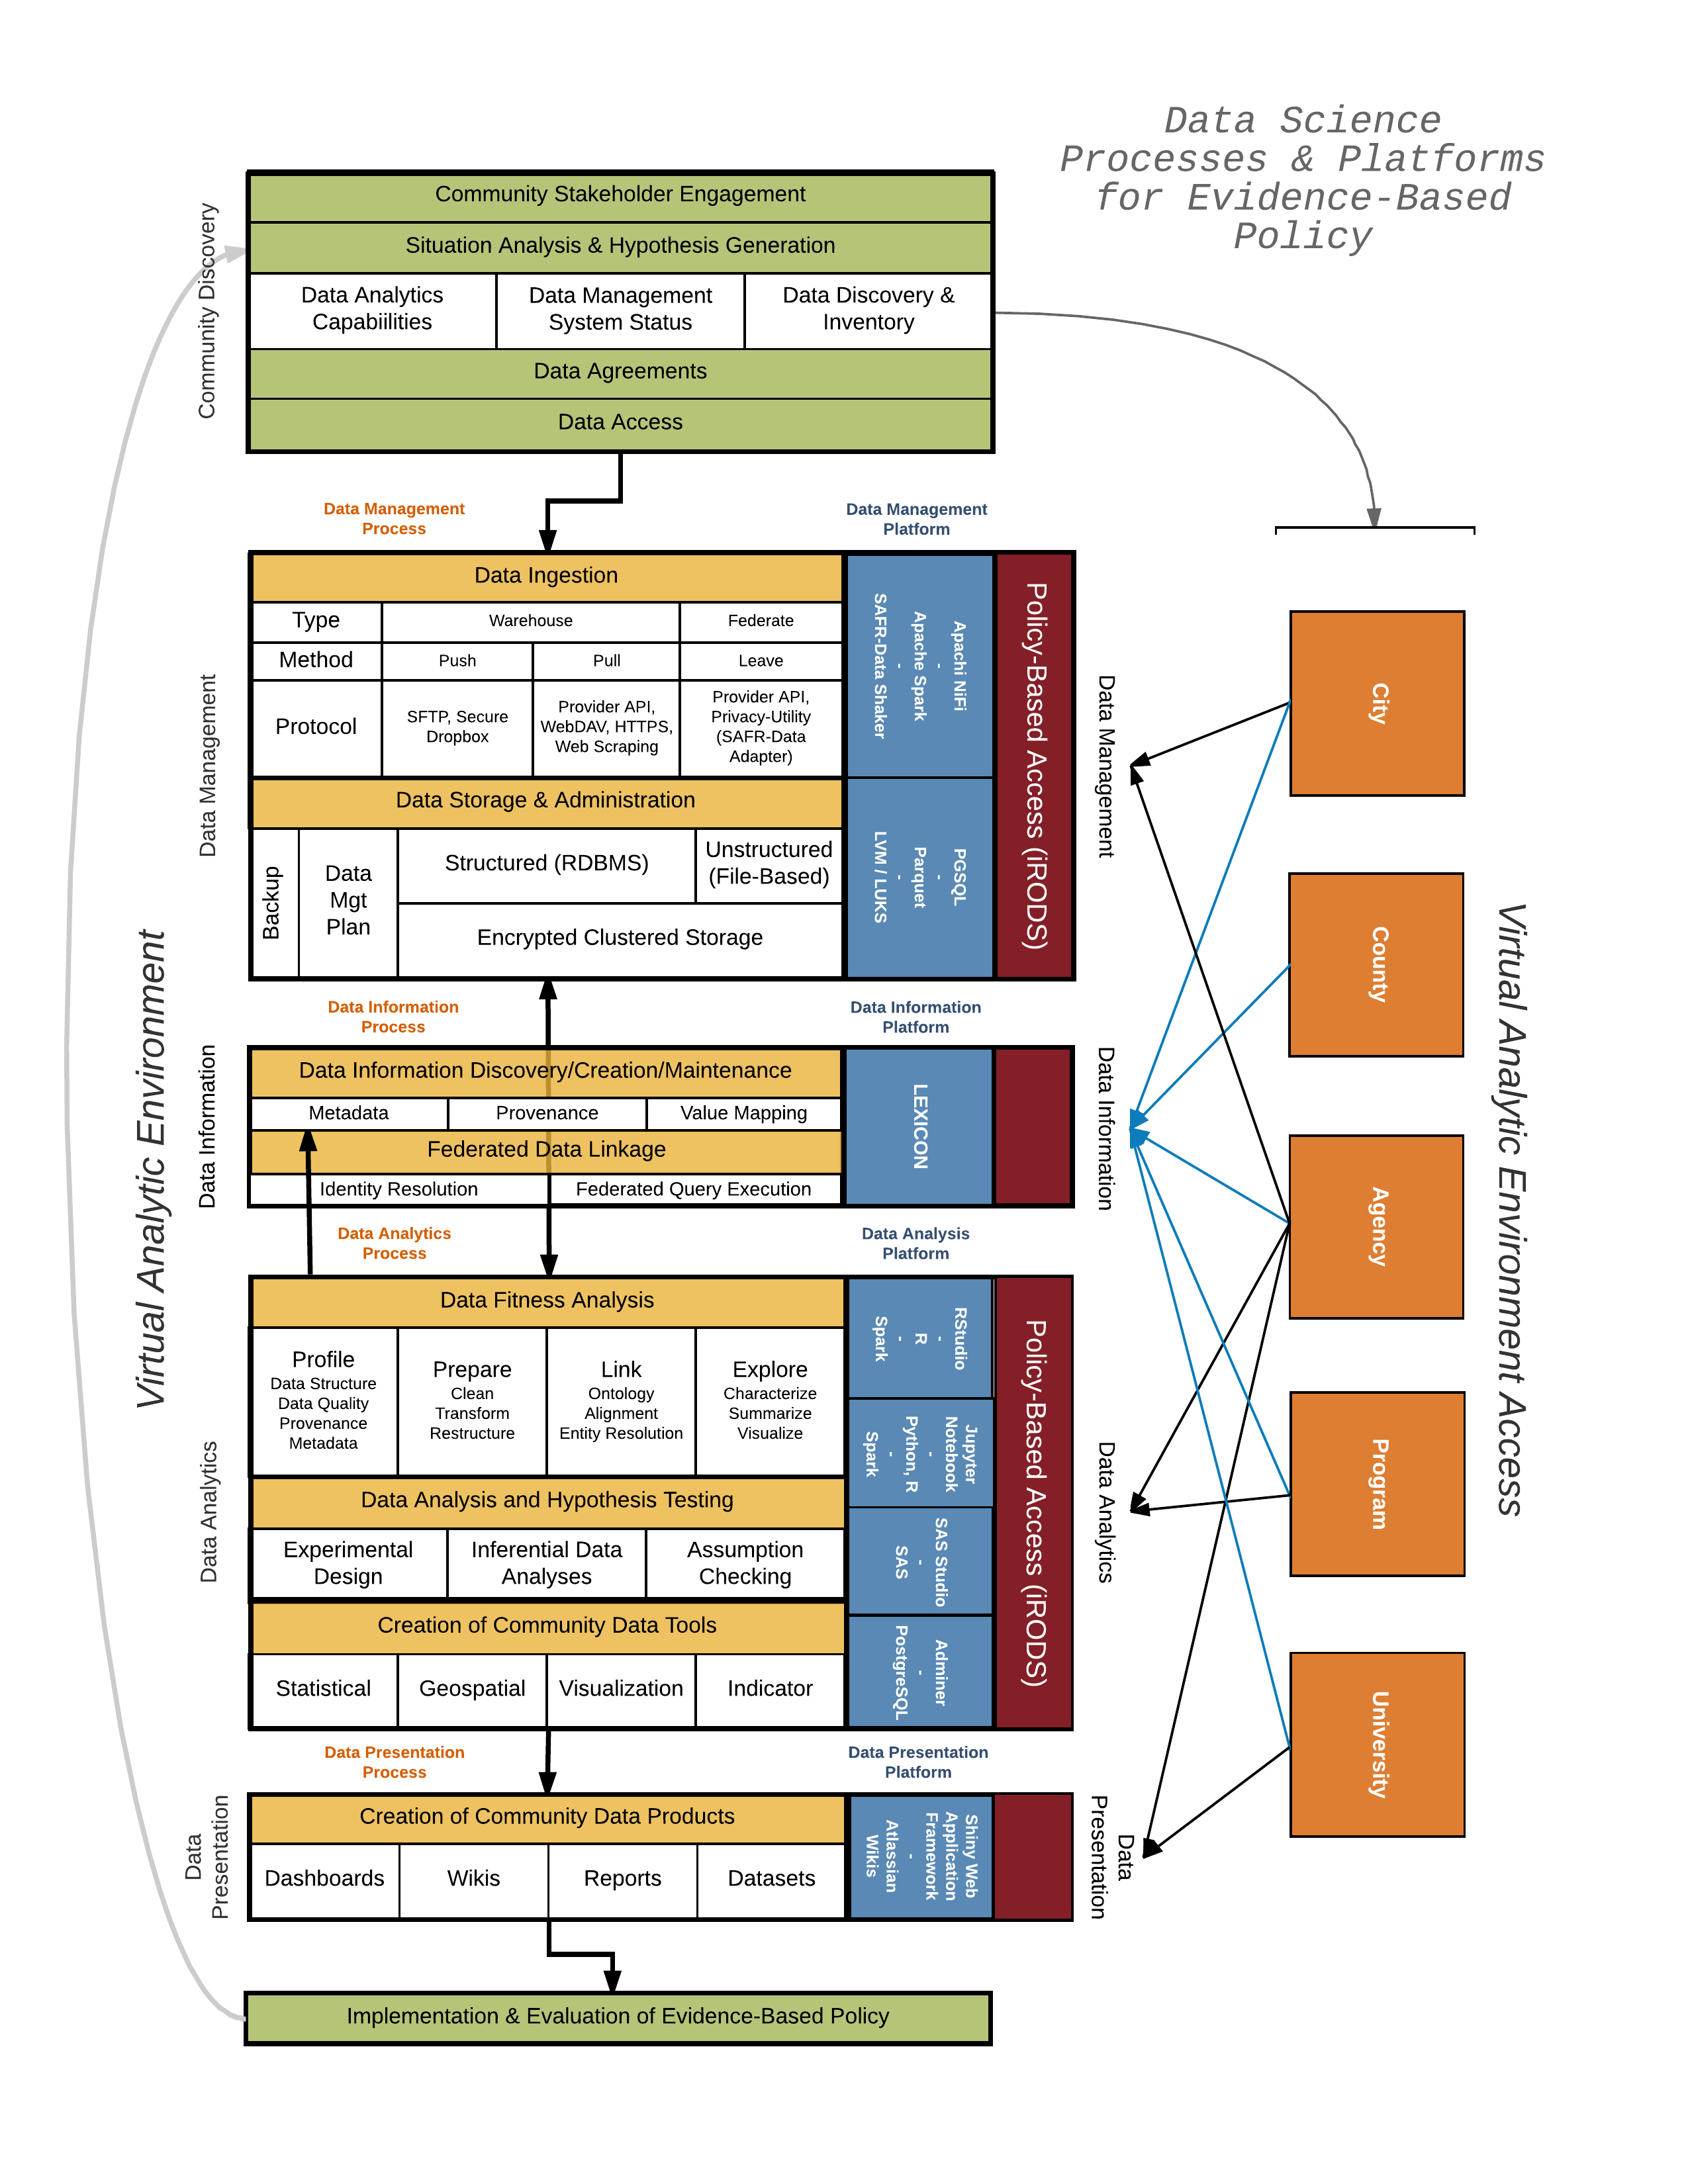 Data Science
Processes & Platforms
for Evidence-Based
Policy
Community Discovery
Community Stakeholder Engagement
Situation Analysis & Hypothesis Generation
Data Analytics
Capabiilities
Data Management
System Status
Data Discovery &
Inventory
Data Agreements
Data Access
Data Management
Process
Data Management
Platform
Data Management
Data Ingestion
Type
Warehouse
Federate
Method
Push
Pull
Leave
Protocol
SFTP, Secure
Dropbox
Provider API,
WebDAV, HTTPS,
Web Scraping
Provider API,
Privacy-Utility
(SAFR-Data
Adapter)
Apachi NiFi
-
Apache Spark
-
SAFR-Data Shaker
Policy-Based Access (iRODS)
Data Management
Data Storage & Administration
Backup
Data
Mgt
Plan
Structured (RDBMS)
Unstructured
(File-Based)
Encrypted Clustered Storage
PGSQL
-
Parquet
-
LVM / LUKS
Data Information
Process
Data Information
Platform
Virtual Analytic Environment
Data Information
Data Information Discovery/Creation/Maintenance
Metadata
Provenance
Value Mapping
Federated Data Linkage
Identity Resolution
Federated Query Execution
LEXICON
Data Information
Data Analytics
Process
Data Analysis
Platform
Data Analytics
Data Fitness Analysis
Profile
Data Structure
Data Quality
Provenance
Metadata
Prepare
Clean
Transform
Restructure
Link
Ontology
Alignment
Entity Resolution
Explore
Characterize
Summarize
Visualize
RStudio
-
R
-
Spark
Jupyter
Notebook
-
Python, R
-
Spark
Policy-Based Access (iRODS)
Data Analytics
Data Analysis and Hypothesis Testing
Experimental
Design
Inferential Data
Analyses
Assumption
Checking
SAS Studio
-
SAS
Creation of Community Data Tools
Statistical
Geospatial
Visualization
Indicator
Adminer
-
PostgreSQL
Data Presentation
Process
Data Presentation
Platform
Data
Presentation
Creation of Community Data Products
Dashboards
Wikis
Reports
Datasets
Shiny Web
Application
Framework
-
Atlassian
Wikis
Data
Presentation
Implementation & Evaluation of Evidence-Based Policy
City
County
Agency
Program
University
Virtual Analytic Environment Access